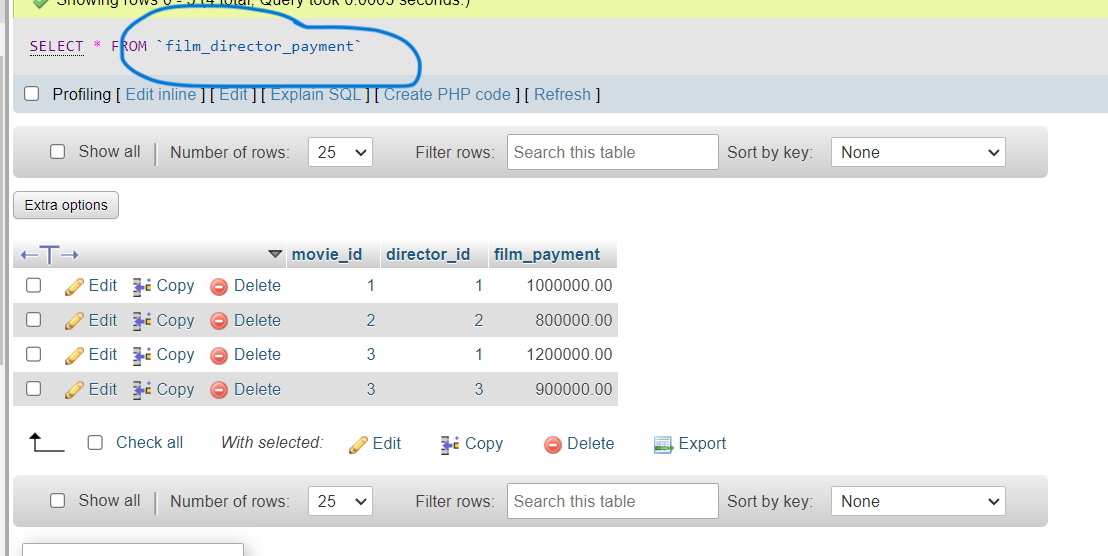 Showing rows 0 - 3 (4 total, Query took 0.0005 seconds.)
SELECT * FROM `film_director_payment`
Profiling [ Edit inline ] [ Edit ] [ Explain SQL ] [ Create PHP code ] [ Refresh ]
Show all Number of rows: 25 Filter rows: Search this table Sort by key: None
Extra options
movie_id director_id film_payment
Edit Copy Delete 1 1 1000000.00
Edit Copy Delete 2 2 800000.00
Edit Copy Delete 3 1 1200000.00
Edit Copy Delete 3 3 900000.00
Check all With selected: Edit Copy Delete Export
Show all Number of rows: 25 Filter rows: Search this table Sort by key: None